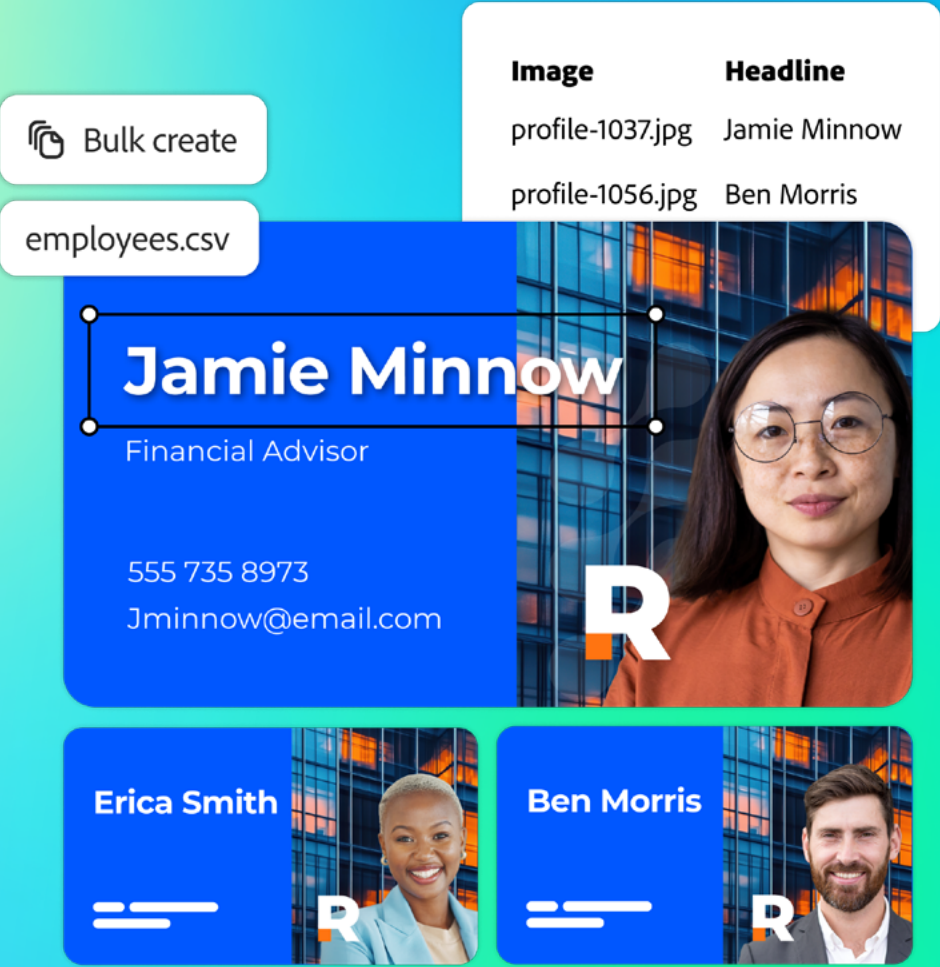 Image Headline
profile-1037.jpg Jamie Minnow
profile-1056.jpg Ben Morris
Bulk create
employees.csv
Jamie Minnow
Financial Advisor
555 735 8973
Jminnow@email.com
R
Erica Smith
R
Ben Morris
R